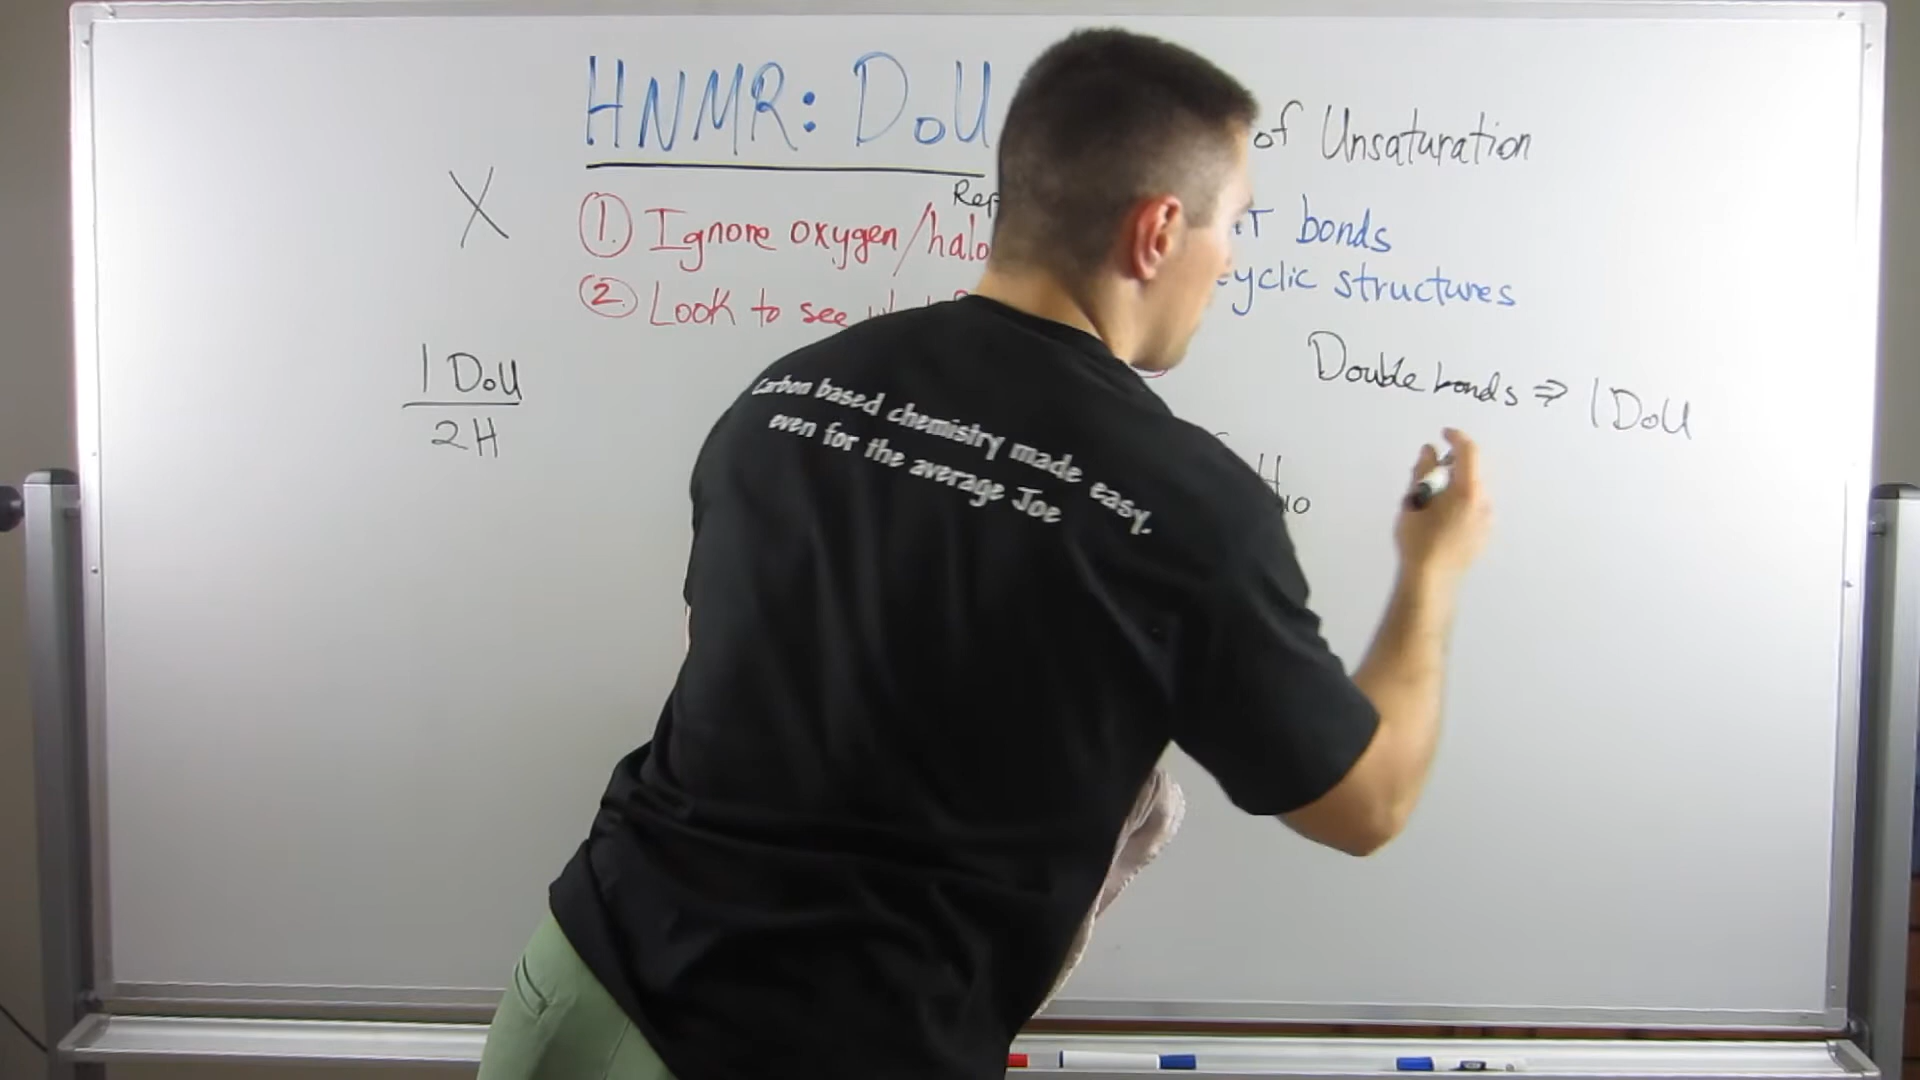 HNMR: DoU
of Unsaturation
X
① Ignore oxygen/halo
② Look to see
bonds
cyclic structures
1 DoU
2H
Double bonds ⇒ 1 DoU
H10
Carbon based chemistry made easy,
even for the average Joe